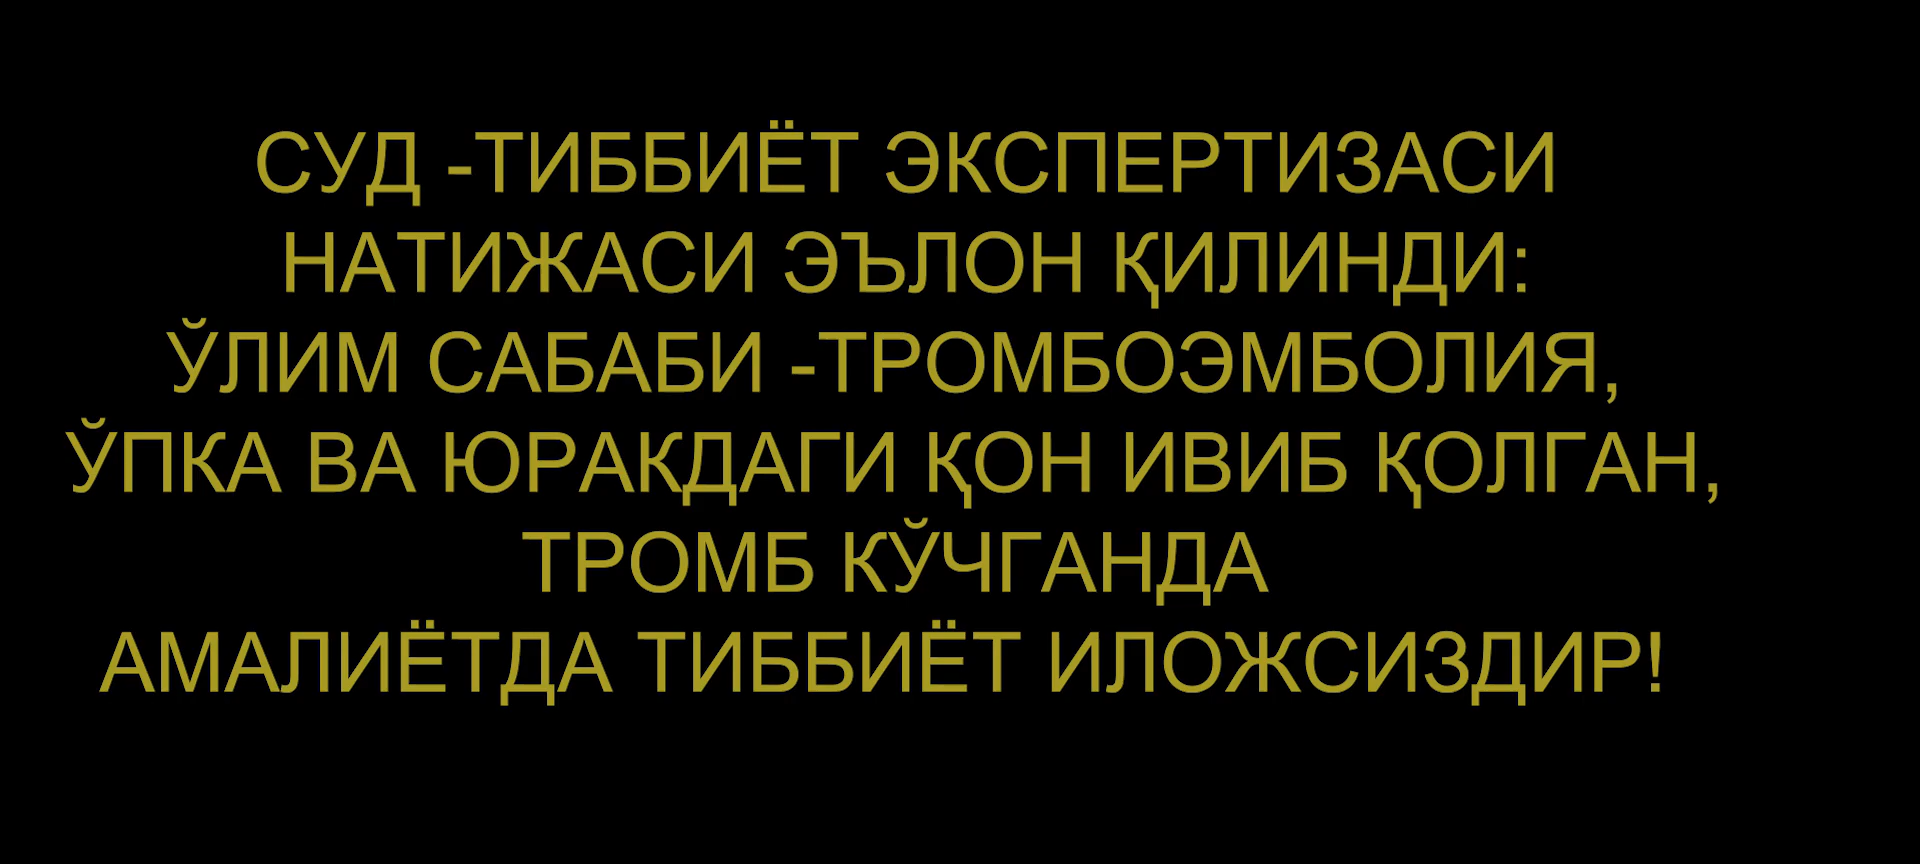 СУД -ТИББИЁТ ЭКСПЕРТИЗАСИ
НАТИЖАСИ ЭЪЛОН ҚИЛИНДИ:
ЎЛИМ САБАБИ -ТРОМБОЭМБОЛИЯ,
ЎПКА ВА ЮРАКДАГИ ҚОН ИВИБ ҚОЛГАН,
ТРОМБ КЎЧГАНДА
АМАЛИЁТДА ТИББИЁТ ИЛОЖСИЗДИР!